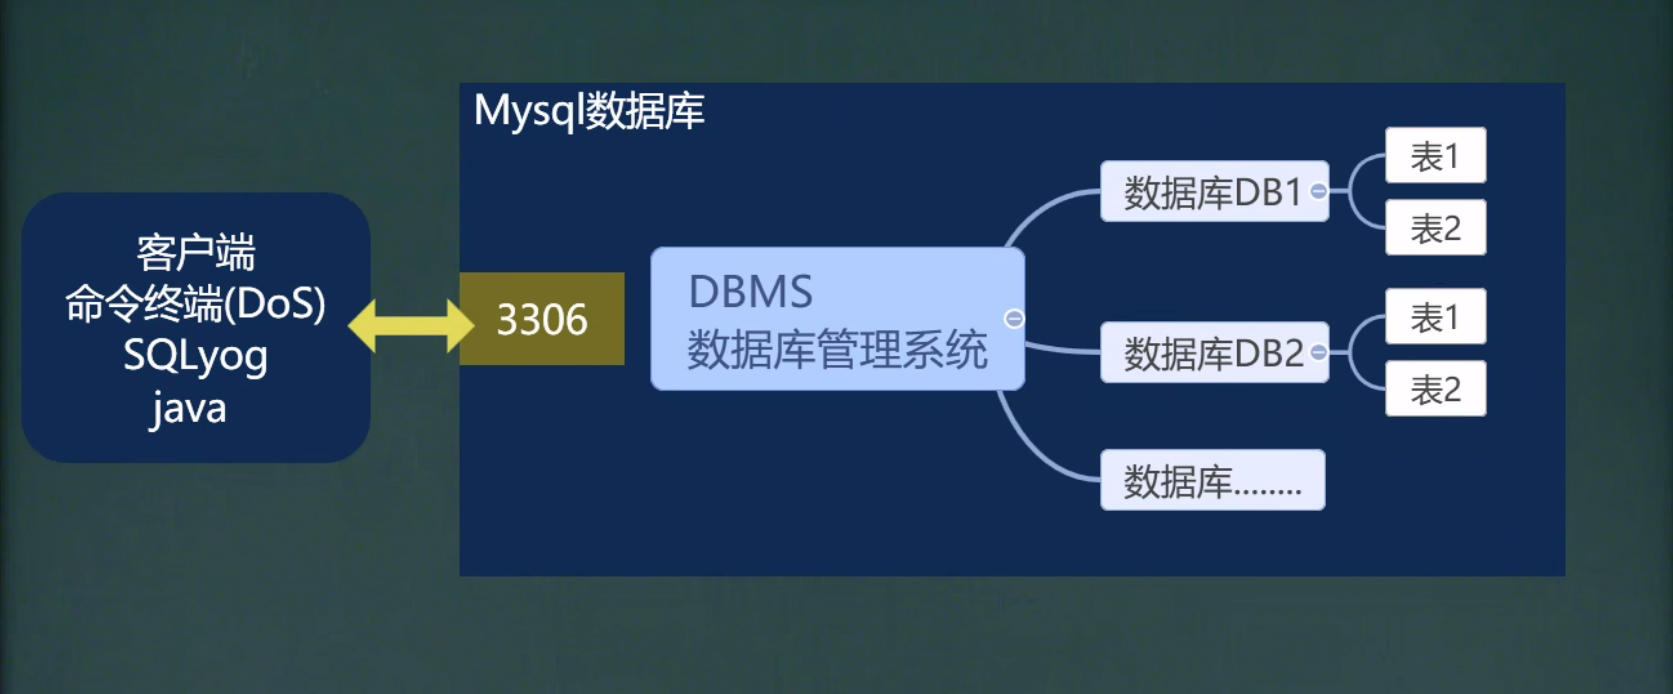 Mysql数据库
客户端
命令终端(DoS)
SQLyog
java
3306
DBMS
数据库管理系统
数据库DB1
表1
表2
数据库DB2
表1
表2
数据库........